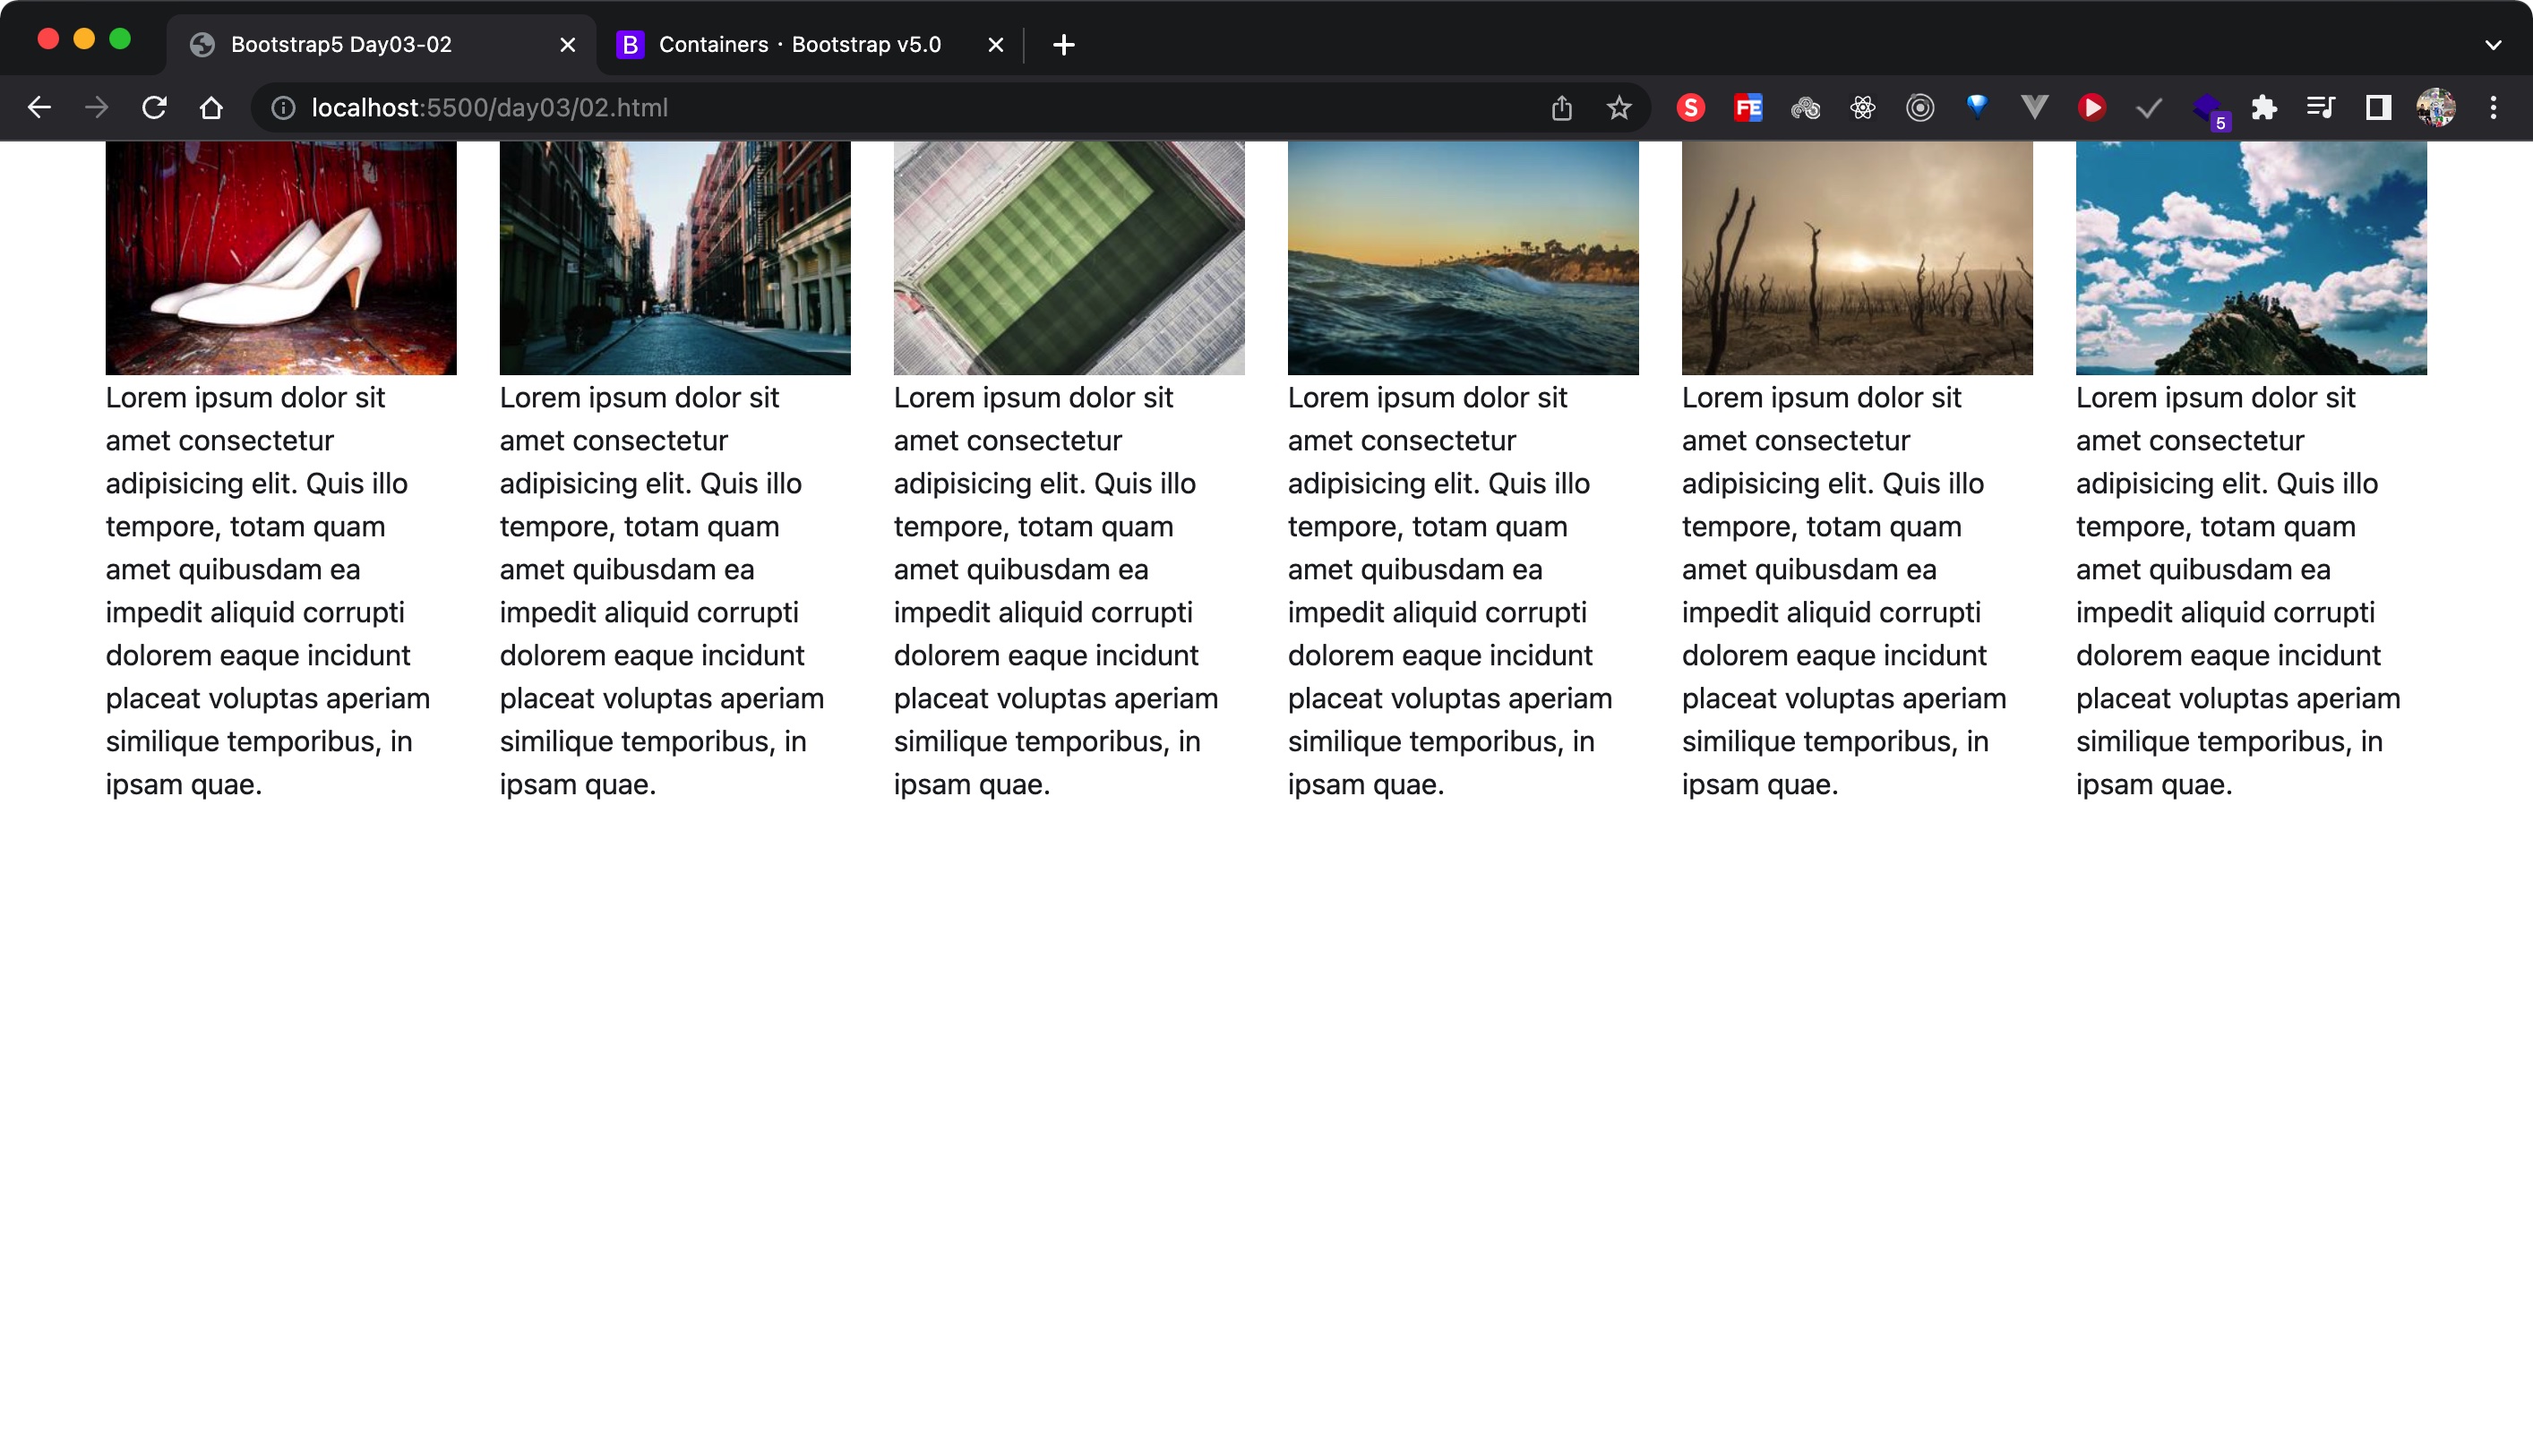 Bootstrap5 Day03-02
B Containers · Bootstrap v5.0
localhost:5500/day03/02.html
S
FE
5
Lorem ipsum dolor sit
amet consectetur
adipisicing elit. Quis illo
tempore, totam quam
amet quibusdam ea
impedit aliquid corrupti
dolorem eaque incidunt
placeat voluptas aperiam
similique temporibus, in
ipsam quae.
Lorem ipsum dolor sit
amet consectetur
adipisicing elit. Quis illo
tempore, totam quam
amet quibusdam ea
impedit aliquid corrupti
dolorem eaque incidunt
placeat voluptas aperiam
similique temporibus, in
ipsam quae.
Lorem ipsum dolor sit
amet consectetur
adipisicing elit. Quis illo
tempore, totam quam
amet quibusdam ea
impedit aliquid corrupti
dolorem eaque incidunt
placeat voluptas aperiam
similique temporibus, in
ipsam quae.
Lorem ipsum dolor sit
amet consectetur
adipisicing elit. Quis illo
tempore, totam quam
amet quibusdam ea
impedit aliquid corrupti
dolorem eaque incidunt
placeat voluptas aperiam
similique temporibus, in
ipsam quae.
Lorem ipsum dolor sit
amet consectetur
adipisicing elit. Quis illo
tempore, totam quam
amet quibusdam ea
impedit aliquid corrupti
dolorem eaque incidunt
placeat voluptas aperiam
similique temporibus, in
ipsam quae.
Lorem ipsum dolor sit
amet consectetur
adipisicing elit. Quis illo
tempore, totam quam
amet quibusdam ea
impedit aliquid corrupti
dolorem eaque incidunt
placeat voluptas aperiam
similique temporibus, in
ipsam quae.